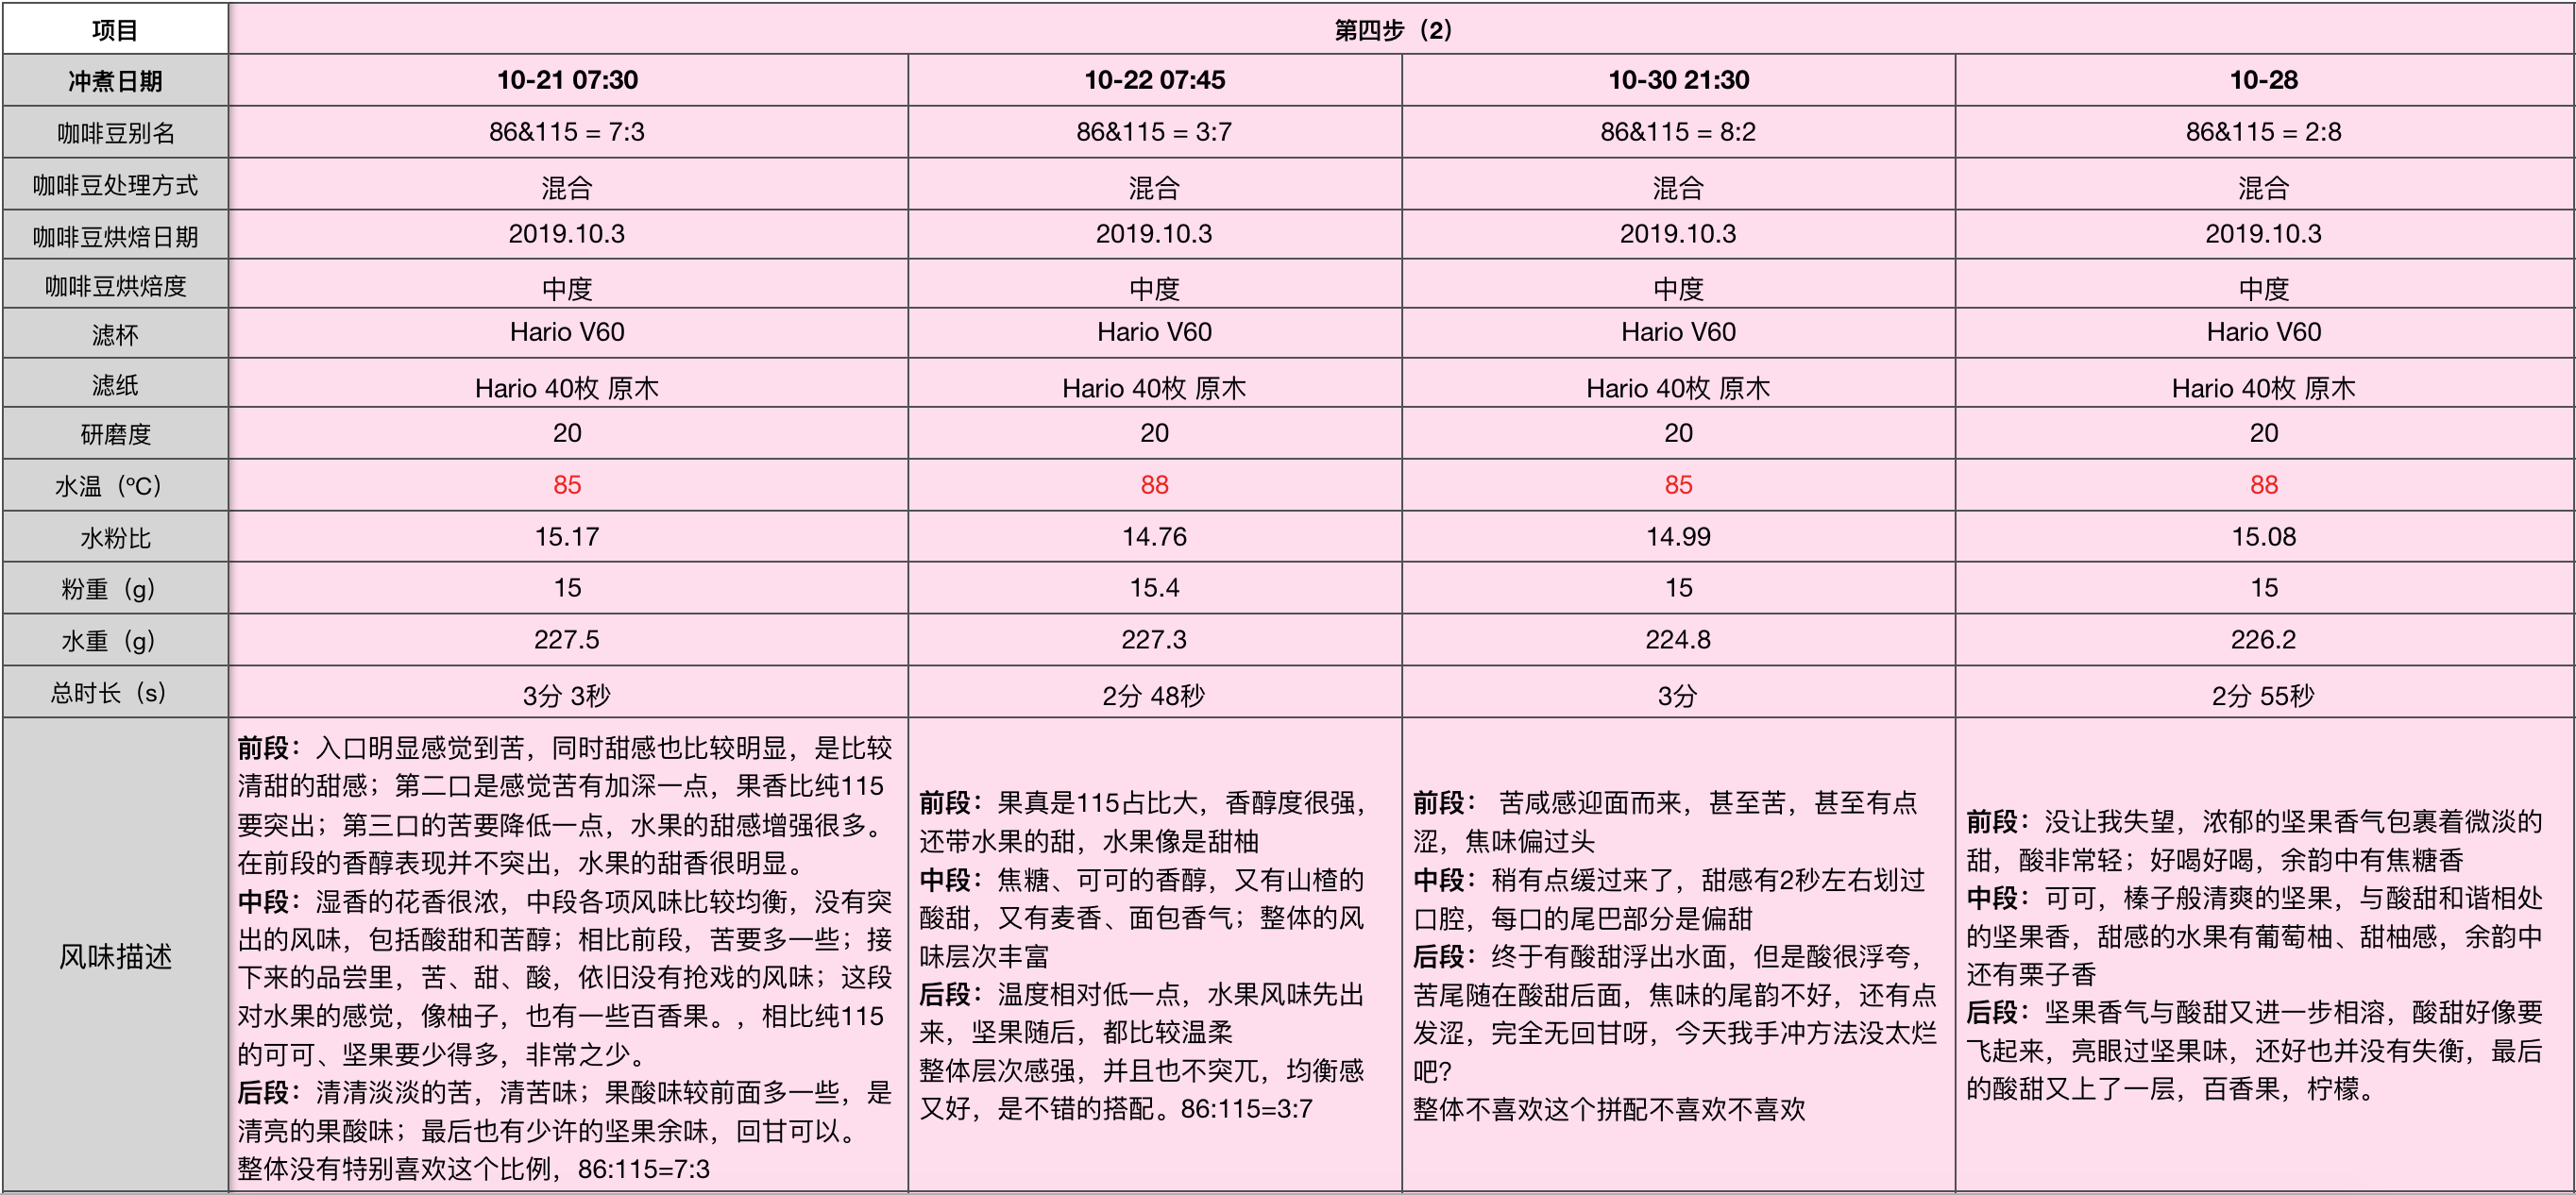 项目 第四步（2）
冲煮日期 10-21 07:30 10-22 07:45 10-30 21:30 10-28
咖啡豆别名 86&115 = 7:3 86&115 = 3:7 86&115 = 8:2 86&115 = 2:8
咖啡豆处理方式 混合 混合 混合 混合
咖啡豆烘焙日期 2019.10.3 2019.10.3 2019.10.3 2019.10.3
咖啡豆烘焙度 中度 中度 中度 中度
滤杯 Hario V60 Hario V60 Hario V60 Hario V60
滤纸 Hario 40枚 原木 Hario 40枚 原木 Hario 40枚 原木 Hario 40枚 原木
研磨度 20 20 20 20
水温（℃） 85 88 85 88
水粉比 15.17 14.76 14.99 15.08
粉重（g） 15 15.4 15 15
水重（g） 227.5 227.3 224.8 226.2
总时长（s） 3分 3秒 2分 48秒 3分 2分 55秒
风味描述
前段：入口明显感觉到苦，同时甜感也比较明显，是比较
清甜的甜感；第二口是感觉苦有加深一点，果香比纯115
要突出；第三口的苦要降低一点，水果的甜感增强很多。
在前段的香醇表现并不突出，水果的甜香很明显。
中段：湿香的花香很浓，中段各项风味比较均衡，没有突
出的风味，包括酸甜和苦醇；相比前段，苦要多一些；接
下来的品尝里，苦、甜、酸，依旧没有抢戏的风味；这段
对水果的感觉，像柚子，也有一些百香果。，相比纯115
的可可、坚果要少得多，非常之少。
后段：清清淡淡的苦，清苦味；果酸味较前面多一些，是
清亮的果酸味；最后也有少许的坚果余味，回甘可以。
整体没有特别喜欢这个比例，86:115=7:3
前段：果真是115占比大，香醇度很强，
还带水果的甜，水果像是甜柚
中段：焦糖、可可的香醇，又有山楂的
酸甜，又有麦香、面包香气；整体的风
味层次丰富
后段：温度相对低一点，水果风味先出
来，坚果随后，都比较温柔
整体层次感强，并且也不突兀，均衡感
又好，是不错的搭配。86:115=3:7
前段： 苦咸感迎面而来，甚至苦，甚至有点
涩，焦味偏过头
中段：稍有点缓过来了，甜感有2秒左右划过
口腔，每口的尾巴部分是偏甜
后段：终于有酸甜浮出水面，但是酸很浮夸，
苦尾随在酸甜后面，焦味的尾韵不好，还有点
发涩，完全无回甘呀，今天我手冲方法没太烂
吧？
整体不喜欢这个拼配不喜欢不喜欢
前段：没让我失望，浓郁的坚果香气包裹着微淡的
甜，酸非常轻；好喝好喝，余韵中有焦糖香
中段：可可，榛子般清爽的坚果，与酸甜和谐相处
的坚果香，甜感的水果有葡萄柚、甜柚感，余韵中
还有栗子香
后段：坚果香气与酸甜又进一步相溶，酸甜好像要
飞起来，亮眼过坚果味，还好也并没有失衡，最后
的酸甜又上了一层，百香果，柠檬。